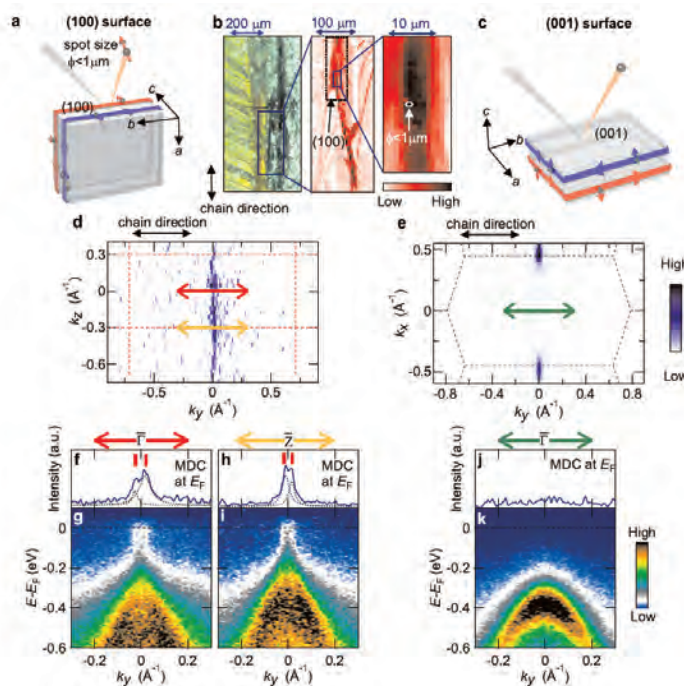 a (100) surface
spot size
ϕ<1μm
(100)
c
b
a
b 200 μm 100 μm 10 μm
(100)
ϕ<1μm
Low High
chain direction
c (001) surface
c
b
a
(001)
d chain direction
0.3
0
-0.3
-0.6
kz (Å-1)
-0.5 0 0.5
ky (Å-1)
e chain direction
0.5
0
-0.5
kx (Å-1)
-0.8 -0.4 0 0.4 0.8
ky (Å-1)
High
Low
Γ̅ Z̅ Γ̅
Intensity (a.u.)
f
h MDC
at EF
MDC
at EF
Intensity (a.u.)
j MDC at EF
g i k
E-EF (eV)
0
-0.2
-0.4
-0.6
-0.2 0 0.2
ky (Å-1)
-0.2 0 0.2
ky (Å-1)
E-EF (eV)
0
-0.2
-0.4
-0.6
-0.2 0 0.2
ky (Å-1)
High
Low